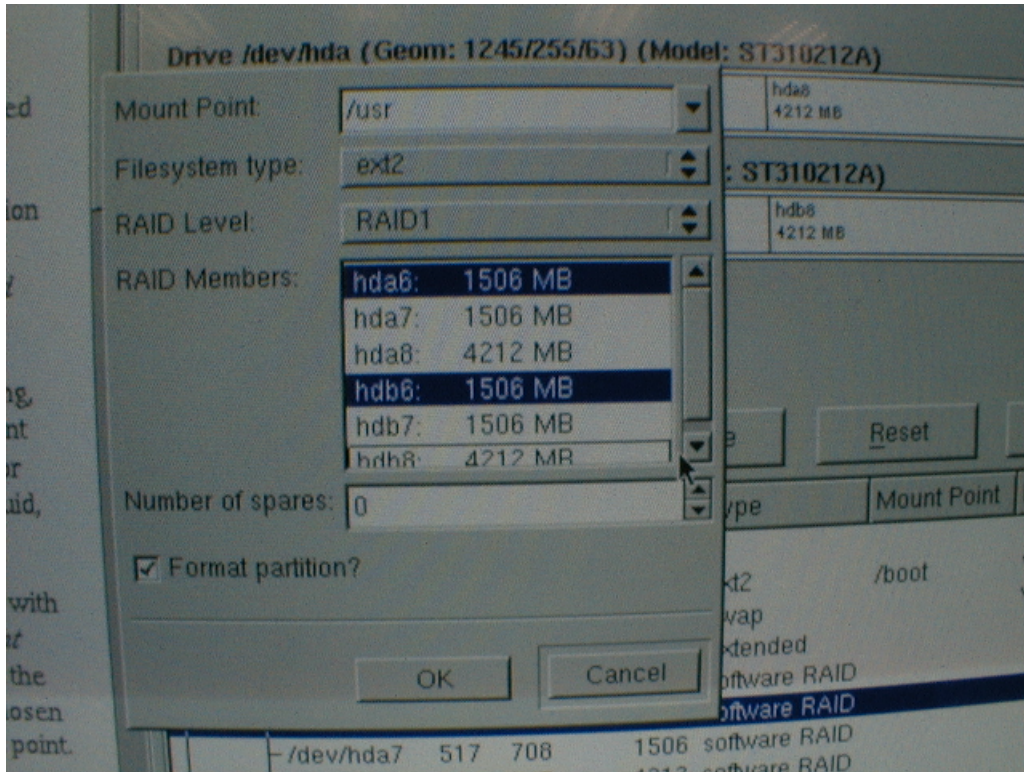 Drive /dev/hda (Geom: 1245/255/63) (Model: ST310212A)
hda8
4212 MB
: ST310212A)
hdb8
4212 MB
Mount Point: /usr
Filesystem type: ext2
RAID Level: RAID1
RAID Members:
hda6: 1506 MB
hda7: 1506 MB
hda8: 4212 MB
hdb6: 1506 MB
hdb7: 1506 MB
hdb8: 4212 MB
Number of spares: 0
Format partition?
OK Cancel
Reset
ype Mount Point
xt2 /boot
wap
xtended
oftware RAID
oftware RAID
/dev/hda7 517 708 1506 software RAID
software RAID
ed
ion
ng,
nt
or
uid,
with
nt
the
osen
point.